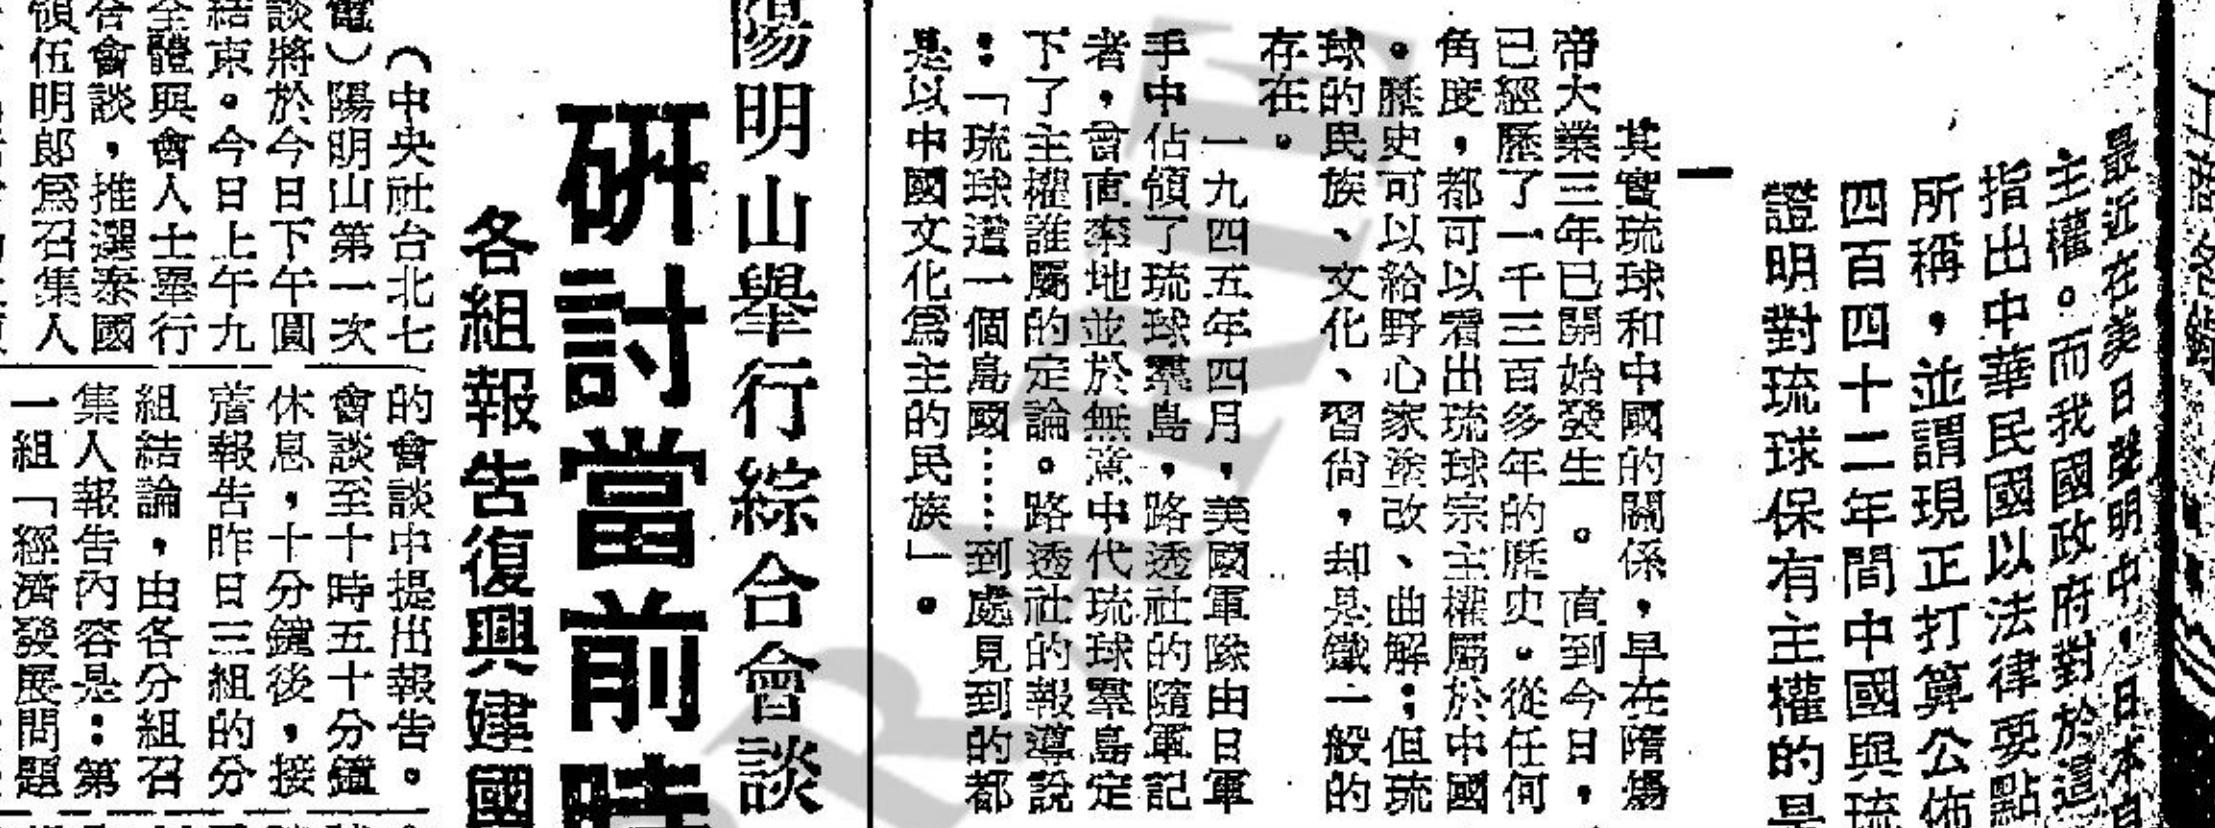 最近在美日聲明中，日本自
主權。而我國政府對於這
指出中華民國以法律要點
所稱，並謂現正打算公佈
四百四十二年間中國與琉
證明對琉球保有主權的是
一
其實琉球和中國的關係，早在隋煬
帝大業三年已開始發生。直到今日，
已經歷了一千三百多年的歷史。從任何
角度，都可以看出琉球宗主權屬於中國
。歷史可以給野心家塗改、曲解；但琉
球的民族、文化、習尙，却是鐵一般的
存在。
一九四五年四月，美國軍隊由日軍
手中佔領了琉球羣島，路透社的隨軍記
者，曾直率地並於無意中代琉球羣島定
下了主權誰屬的定論。路透社的報導說
：「琉球遣一個島國……到處見到的都
是以中國文化爲主的民族」。
陽明山舉行綜合會談
研討當前時
各組報告復興建國
（中央社台北七
電）陽明山第一次
談將於今日下午圓
結東。今日上午九
全體與會人士舉行
合會談，推選泰國
領伍明郎爲召集人
的會談中提出報告。
會談至十時五十分鐘
休息，十分鐘後，接
着報告昨日三組的分
組結論，由各分組召
集人報告內容是：第
一組「經濟發展問題